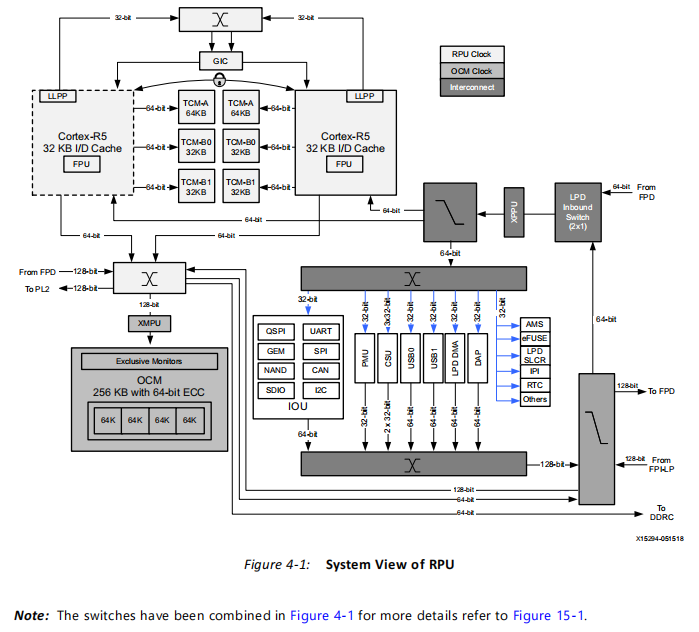 32-bit
32-bit
GIC
RPU Clock
OCM Clock
Interconnect
LLPP
Cortex-R5
32 KB I/D Cache
FPU
64-bit
TCM-A
64KB
TCM-A
64KB
64-bit
64-bit
TCM-B0
32KB
TCM-B0
32KB
64-bit
64-bit
TCM-B1
32KB
TCM-B1
32KB
64-bit
LLPP
Cortex-R5
32 KB I/D Cache
FPU
64-bit
64-bit
XPPU
LPD
Inbound
Switch
(2x1)
64-bit
From
FPD
64-bit
64-bit
64-bit
From FPD
128-bit
To PL2
128-bit
128-bit
XMPU
Exclusive Monitors
OCM
256 KB with 64-bit ECC
64K
64K
64K
64K
32-bit
32-bit
3x32-bit
32-bit
32-bit
32-bit
32-bit
32-bit
QSPI
UART
GEM
SPI
NAND
CAN
SDIO
I2C
IOU
PMU
CSU
USB0
USB1
LPD DMA
DAP
AMS
eFUSE
LPD
SLCR
IPI
RTC
Others
64-bit
64-bit
32-bit
2 x 32-bit
64-bit
64-bit
64-bit
64-bit
128-bit
128-bit
To FPD
128-bit
From
FPI-LP
128-bit
64-bit
64-bit
To
DDRC
X15294-051518
Figure 4-1: System View of RPU
Note: The switches have been combined in Figure 4-1 for more details refer to Figure 15-1.